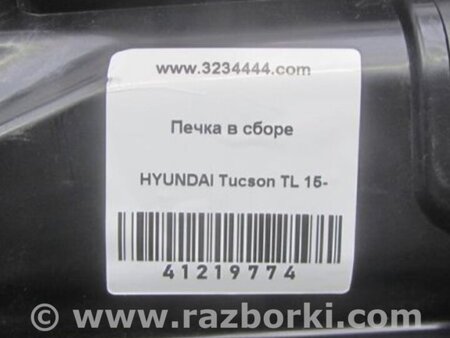 www.3234444.com
Печка в сборе
HYUNDAI Tucson TL 15-
41219774
© www.razborki.com